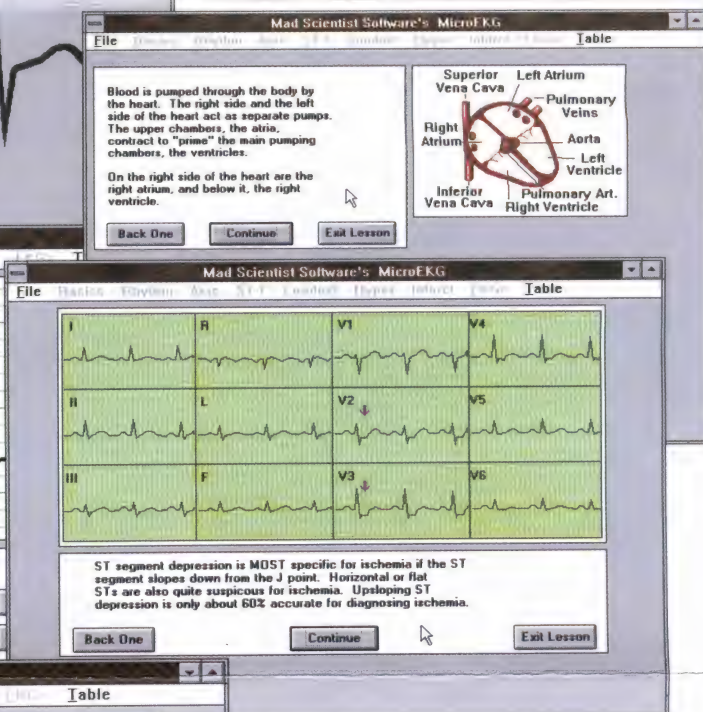 Mad Scientist Software's MicroEKG
File Table
Blood is pumped through the body by
the heart. The right side and the left
side of the heart act as separate pumps.
The upper chambers, the atria,
contract to "prime" the main pumping
chambers, the ventricles.
On the right side of the heart are the
right atrium, and below it, the right
ventricle.
Back One Continue Exit Lesson
Superior
Vena Cava
Left Atrium
Pulmonary
Veins
Right
Atrium
Aorta
Left
Ventricle
Inferior
Vena Cava
Pulmonary Art.
Right Ventricle
Mad Scientist Software's MicroEKG
File Basics Rhythm Axis ST-T Conduct Hyper Infarct Table
I R V1 V4
II L V2 V5
III F V3 V6
ST segment depression is MOST specific for ischemia if the ST
segment slopes down from the J point. Horizontal or flat
STs are also quite suspicous for ischemia. Upsloping ST
depression is only about 60% accurate for diagnosing ischemia.
Back One Continue Exit Lesson
Table